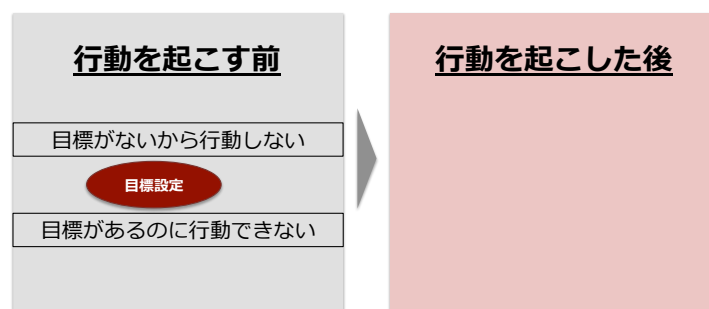 行動を起こす前
行動を起こした後
目標がないから行動しない
目標設定
目標があるのに行動できない